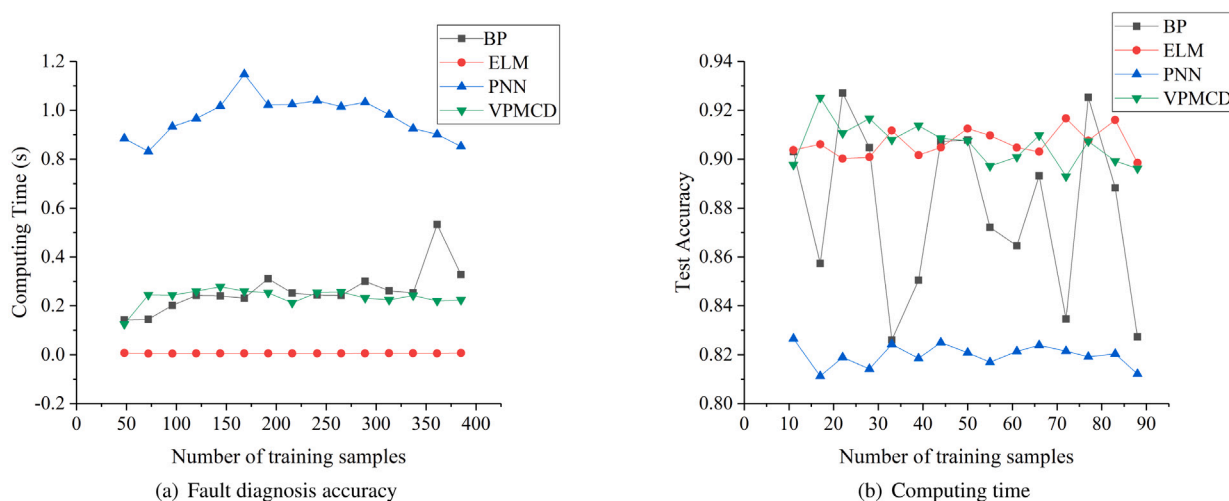 BP
ELM
PNN
VPMCD
1.2
1.0
0.8
0.6
0.4
0.2
0.0
-0.2
Computing Time (s)
0 50 100 150 200 250 300 350 400
Number of training samples
(a) Fault diagnosis accuracy
BP
ELM
PNN
VPMCD
0.94
0.92
0.90
0.88
0.86
0.84
0.82
0.80
Test Accuracy
0 10 20 30 40 50 60 70 80 90
Number of training samples
(b) Computing time